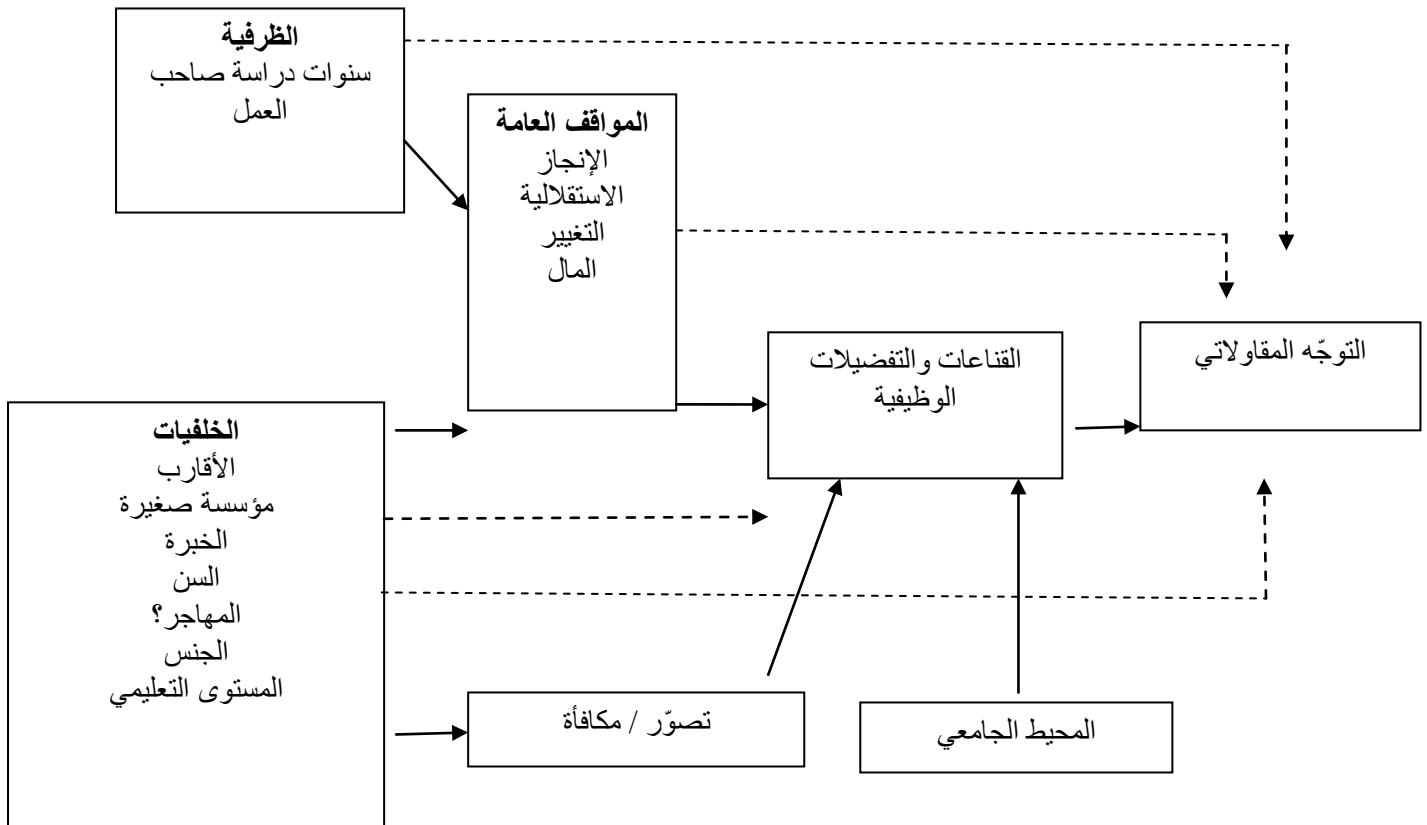 الظرفية
سنوات دراسة صاحب
العمل
المواقف العامة
الإنجاز
الاستقلالية
التغيير
المال
القناعات والتفضيلات
الوظيفية
التوجّه المقاولاتي
الخلفيات
الأقارب
مؤسسة صغيرة
الخبرة
السن
المهاجر؟
الجنس
المستوى التعليمي
تصوّر / مكافأة
المحيط الجامعي